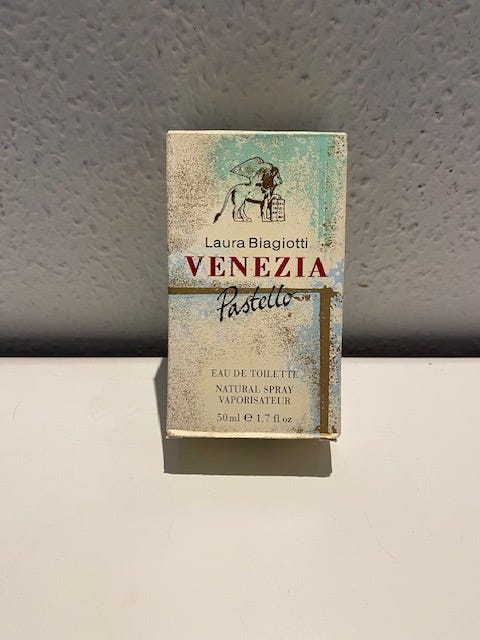 Laura Biagiotti
VENEZIA
Pastello
EAU DE TOILETTE
NATURAL SPRAY
VAPORISATEUR
50ml ℮ 1.7 fl oz